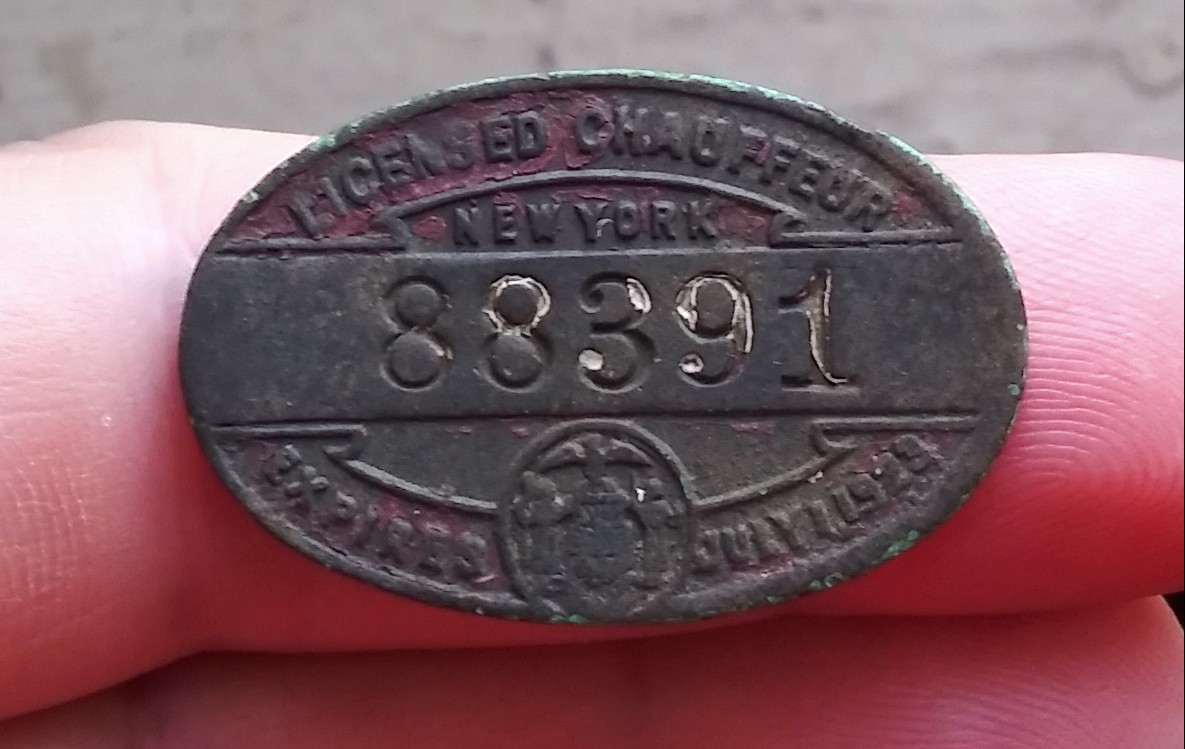 LICENSED CHAUFFEUR
NEW YORK
88391
EXPIRES JULY 1 1923